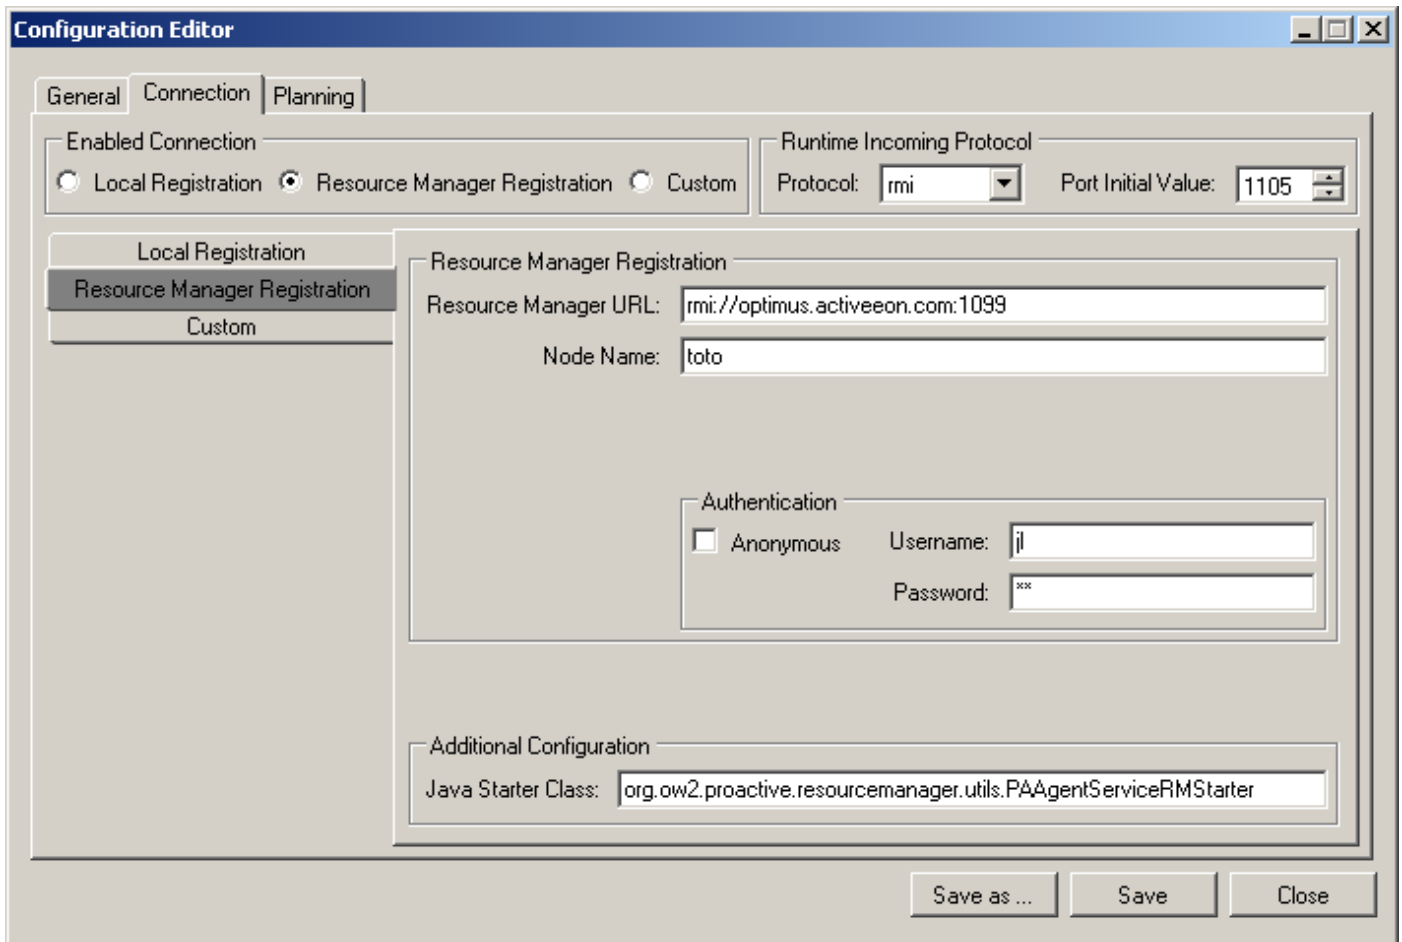 Configuration Editor
General Connection Planning
Enabled Connection
Local Registration Resource Manager Registration Custom
Runtime Incoming Protocol
Protocol: rmi Port Initial Value: 1105
Local Registration
Resource Manager Registration
Custom
Resource Manager Registration
Resource Manager URL: rmi://optimus.activeeon.com:1099
Node Name: toto
Authentication
Anonymous Username: jl
Password: **
Additional Configuration
Java Starter Class: org.ow2.proactive.resourcemanager.utils.PAAgentServiceRMStarter
Save as ... Save Close